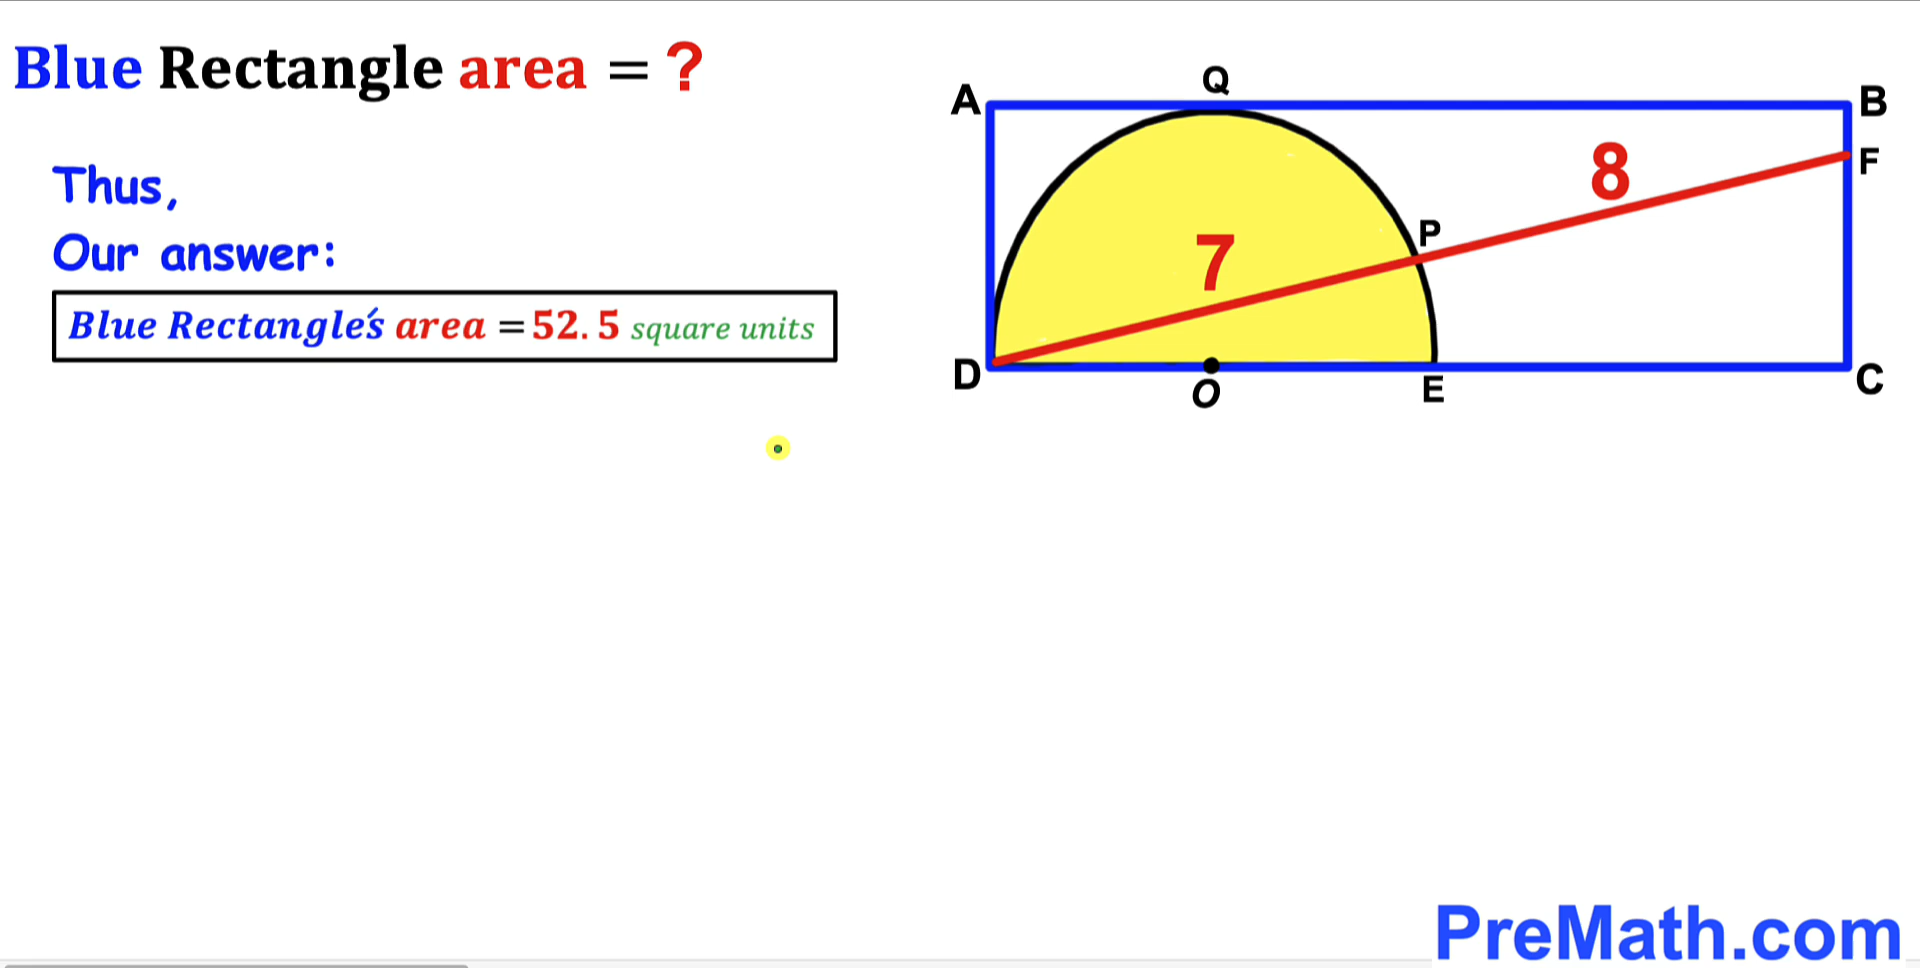 Blue Rectangle area = ?
Thus,
Our answer:
Blue Rectangle's area = 52.5 square units
A
Q
B
F
8
P
7
D
O
E
C
PreMath.com